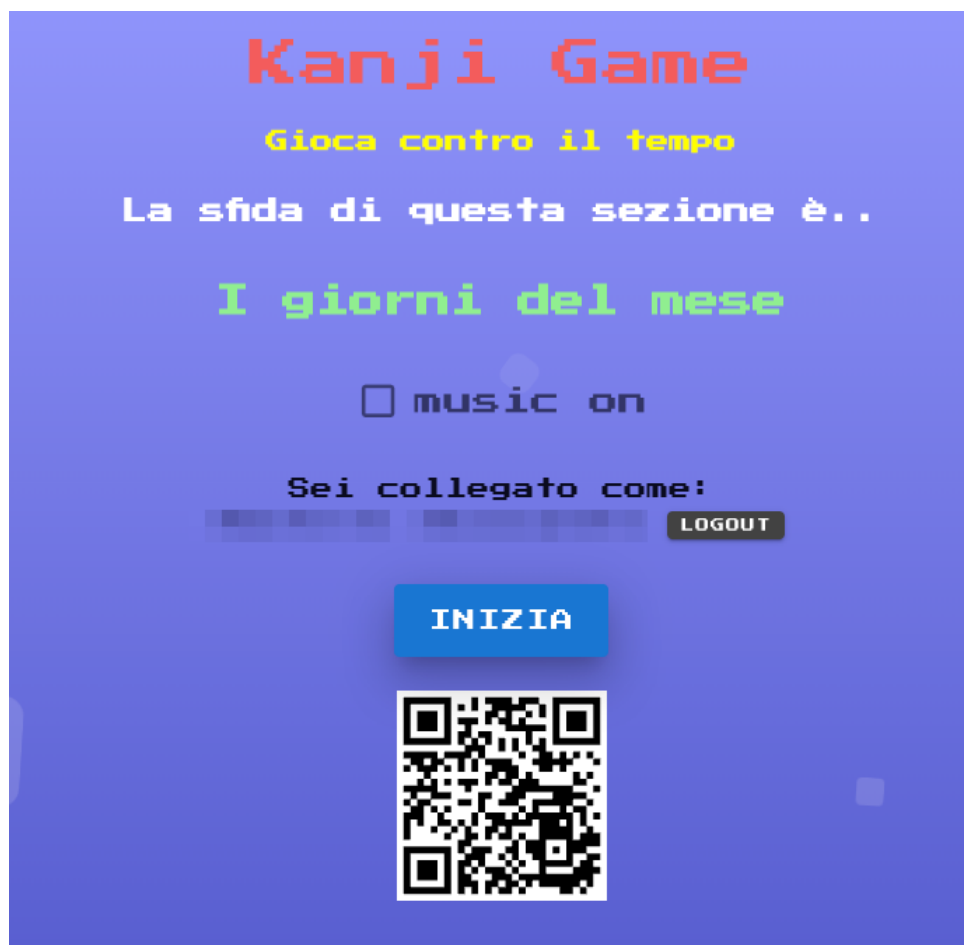 Kanji Game
Gioca contro il tempo
La sfida di questa sezione è..
I giorni del mese
music on
Sei collegato come:
LOGOUT
INIZIA